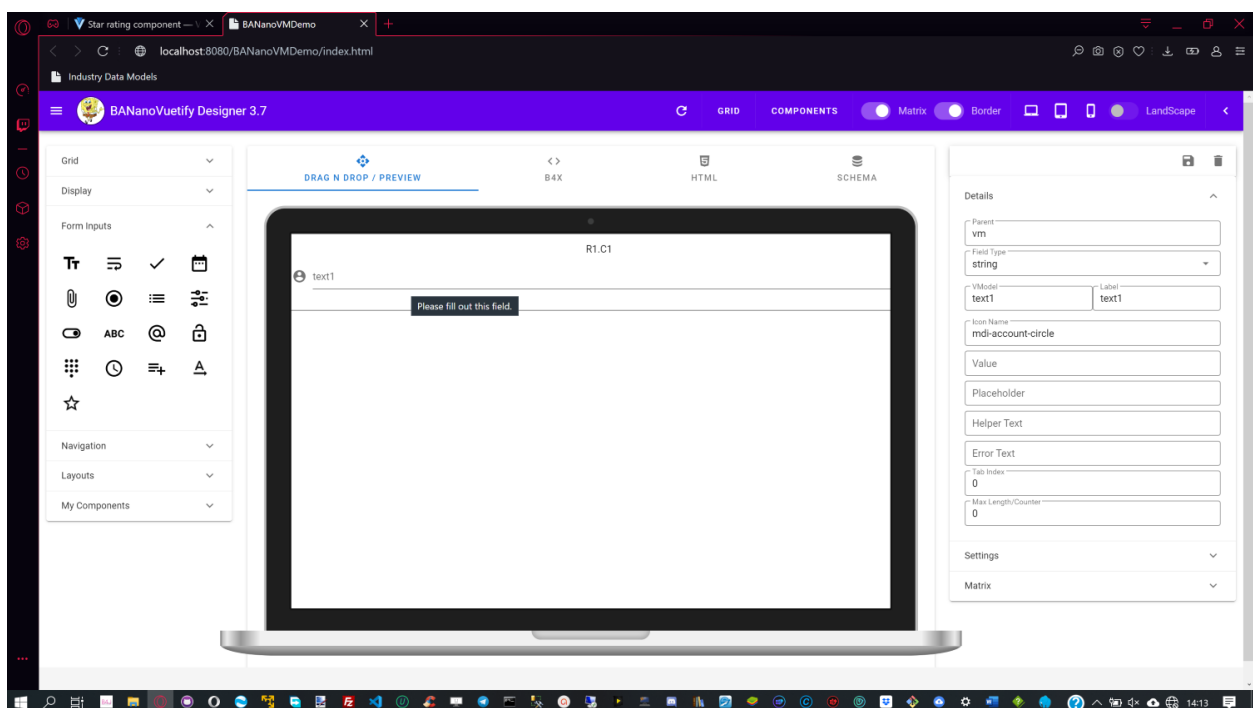 Star rating component — V
BANanoVMDemo
localhost:8080/BANanoVMDemo/index.html
Industry Data Models
BANanoVuetify Designer 3.7
GRID
COMPONENTS
Matrix
Border
LandScape
Grid
Display
Form Inputs
Tт
ABC
Navigation
Layouts
My Components
DRAG N DROP / PREVIEW
B4X
HTML
SCHEMA
R1.C1
text1
Please fill out this field.
Details
Parent
vm
Field Type
string
VModel
text1
Label
text1
Icon Name
mdi-account-circle
Value
Placeholder
Helper Text
Error Text
Tab Index
0
Max Length/Counter
0
Settings
Matrix
14:13